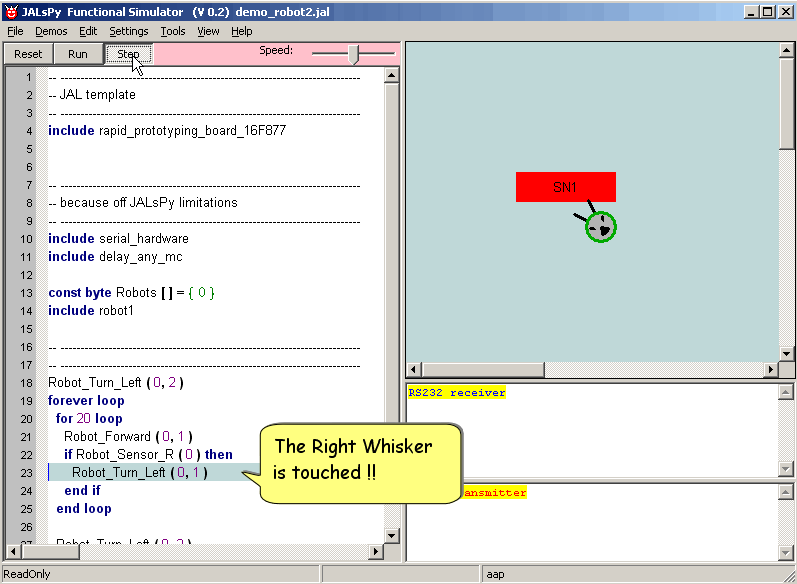 JALsPy Functional Simulator (V 0.2) demo_robot2.jal
File Demos Edit Settings Tools View Help
Reset Run Step Speed:
1 -- ------------------------------------------------------------
2 -- JAL template
3 -- ------------------------------------------------------------
4 include rapid_prototyping_board_16F877
5
6
7 -- ------------------------------------------------------------
8 -- because off JALsPy limitations
9 -- ------------------------------------------------------------
10 include serial_hardware
11 include delay_any_mc
12
13 const byte Robots [ ] = { 0 }
14 include robot1
15
16 -- ------------------------------------------------------------
17 -- ------------------------------------------------------------
18 Robot_Turn_Left ( 0, 2 )
19 forever loop
20 for 20 loop
21 Robot_Forward ( 0, 1 )
22 if Robot_Sensor_R ( 0 ) then
23 Robot_Turn_Left ( 0, 1 )
24 end if
25 end loop
26
27 Robot_Turn_Left ( 0, 2 )
SN1
RS232 receiver
The Right Whisker
is touched !!
ansmitter
ReadOnly
aap